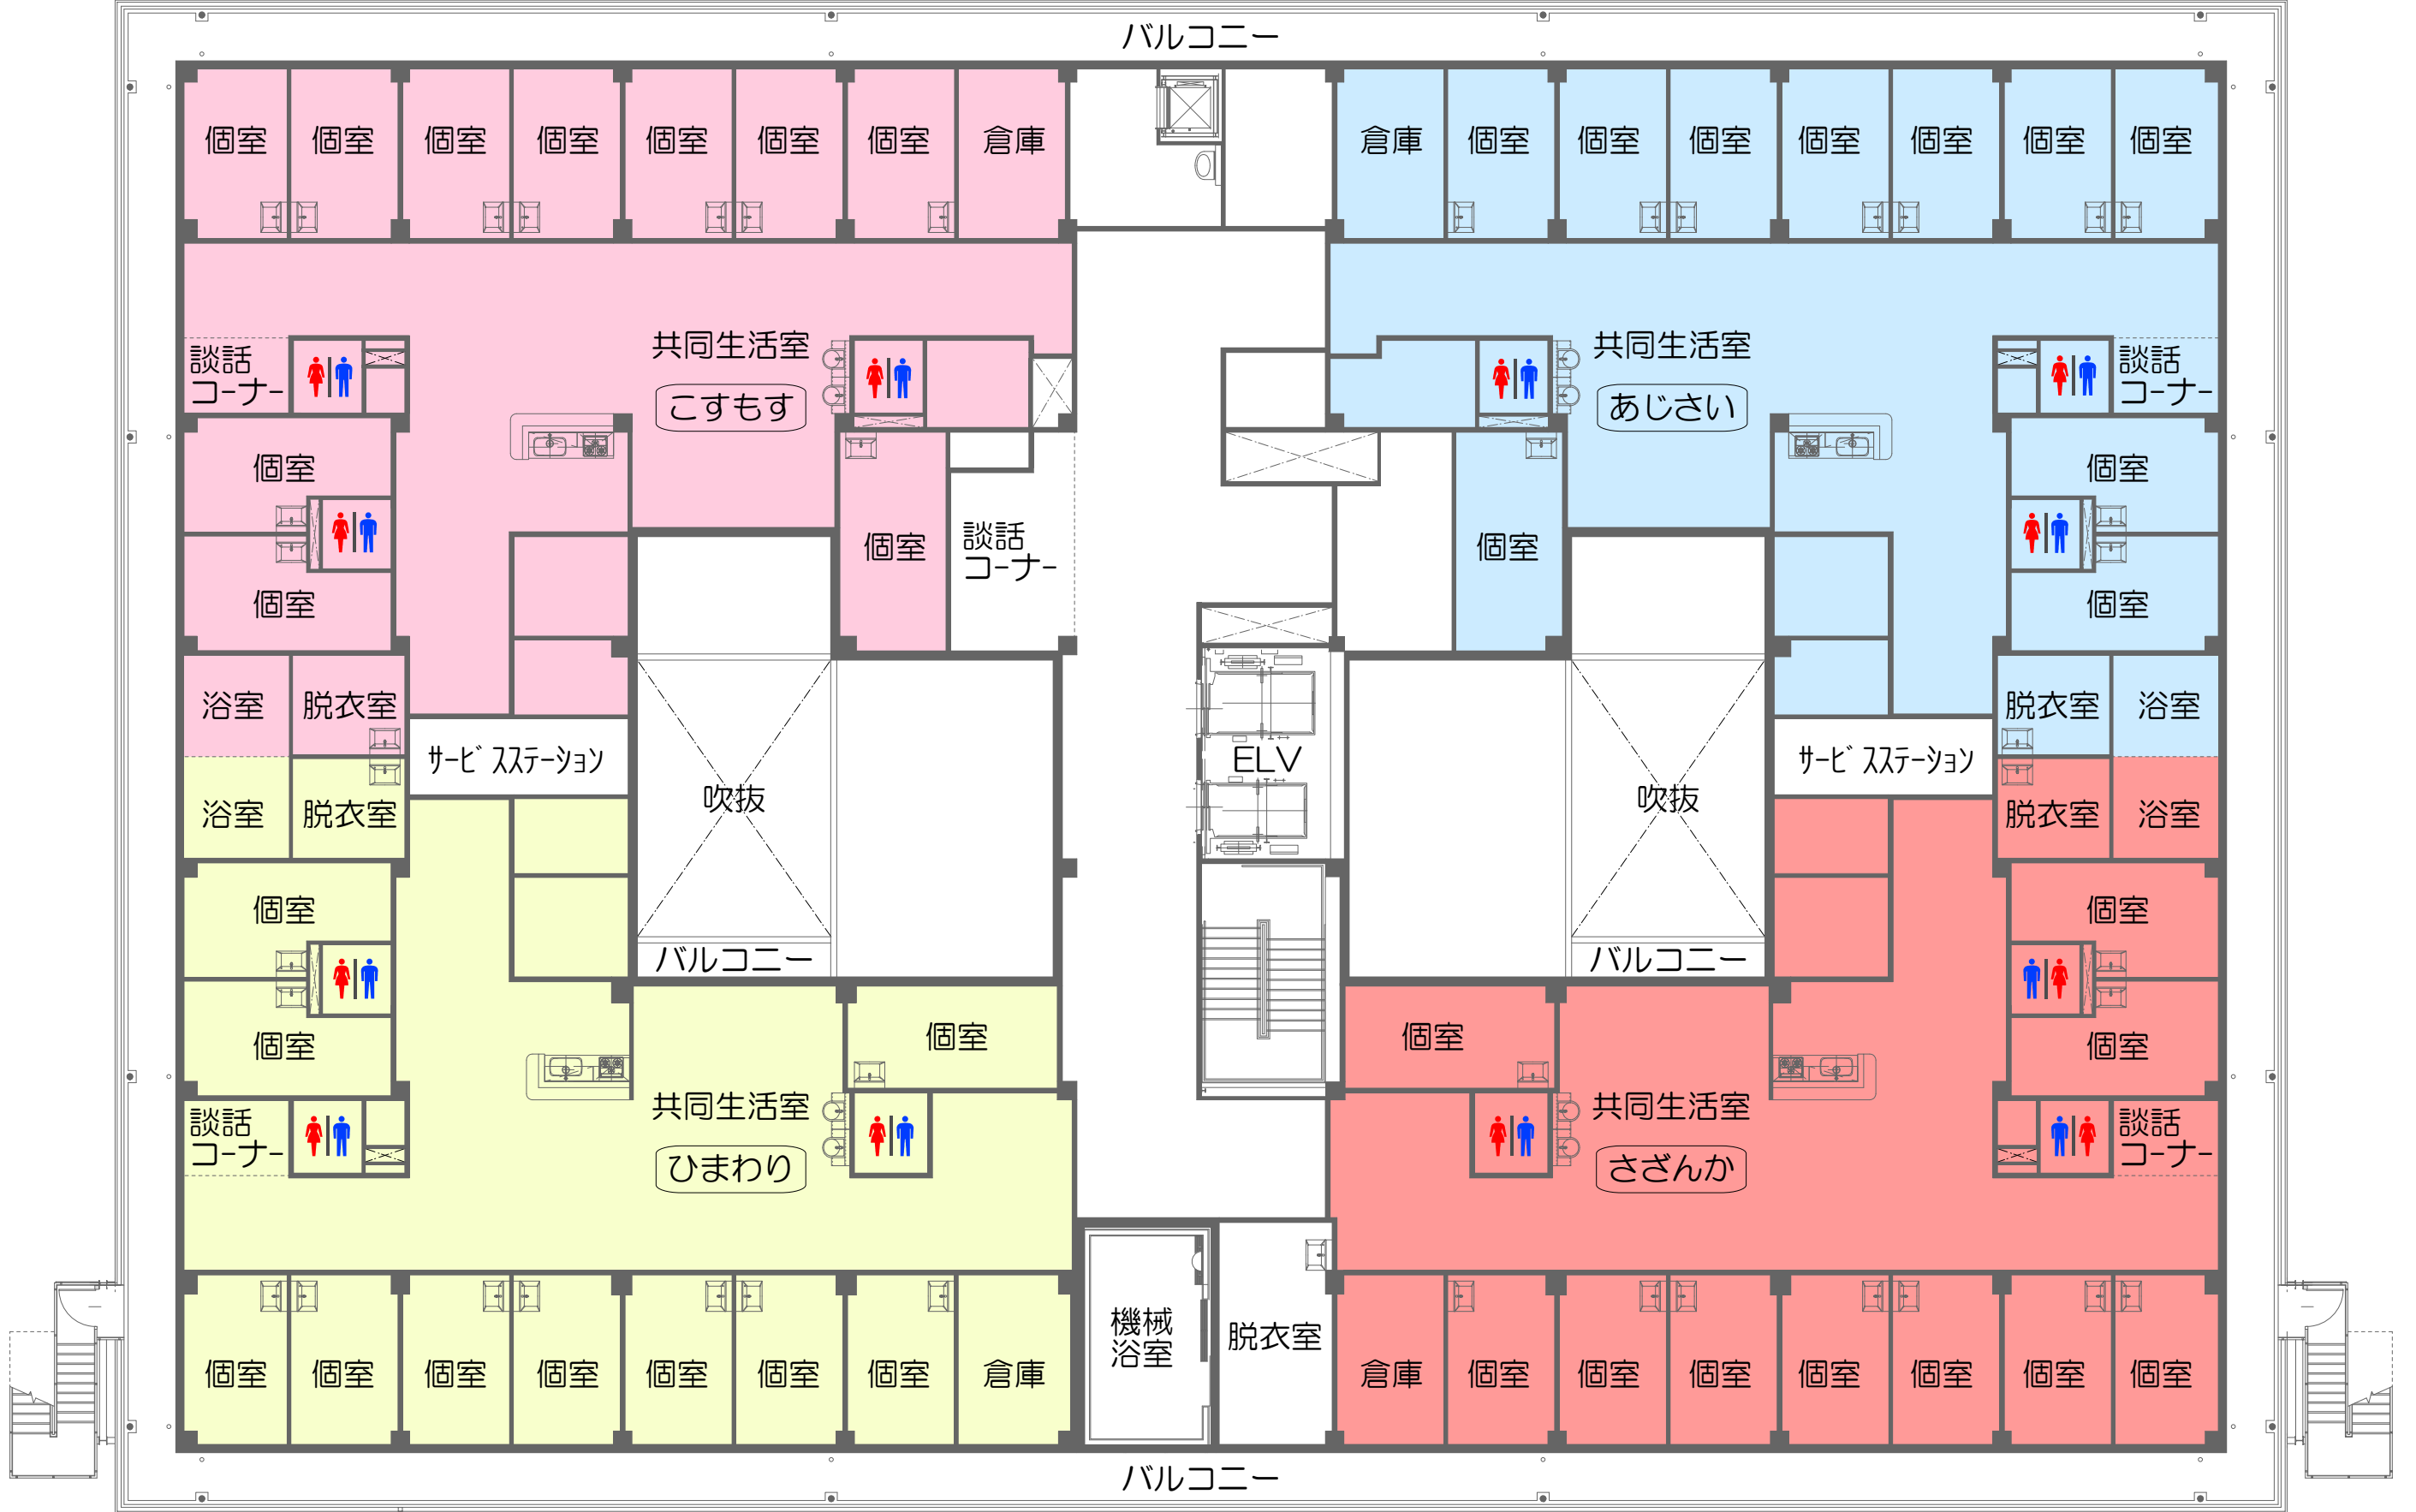 バルコニー
個室
個室
個室
個室
個室
個室
個室
倉庫
倉庫
個室
個室
個室
個室
個室
個室
個室
談話
コーナー
共同生活室
こすもす
共同生活室
あじさい
談話
コーナー
個室
個室
個室
談話
コーナー
個室
個室
個室
浴室
脱衣室
サービスステーション
浴室
脱衣室
吹抜
ELV
吹抜
サービスステーション
脱衣室
浴室
脱衣室
浴室
個室
個室
バルコニー
バルコニー
個室
個室
個室
個室
個室
個室
談話
コーナー
共同生活室
ひまわり
共同生活室
さざんか
談話
コーナー
個室
個室
個室
個室
個室
個室
個室
倉庫
機械
浴室
脱衣室
倉庫
個室
個室
個室
個室
個室
個室
個室
バルコニー